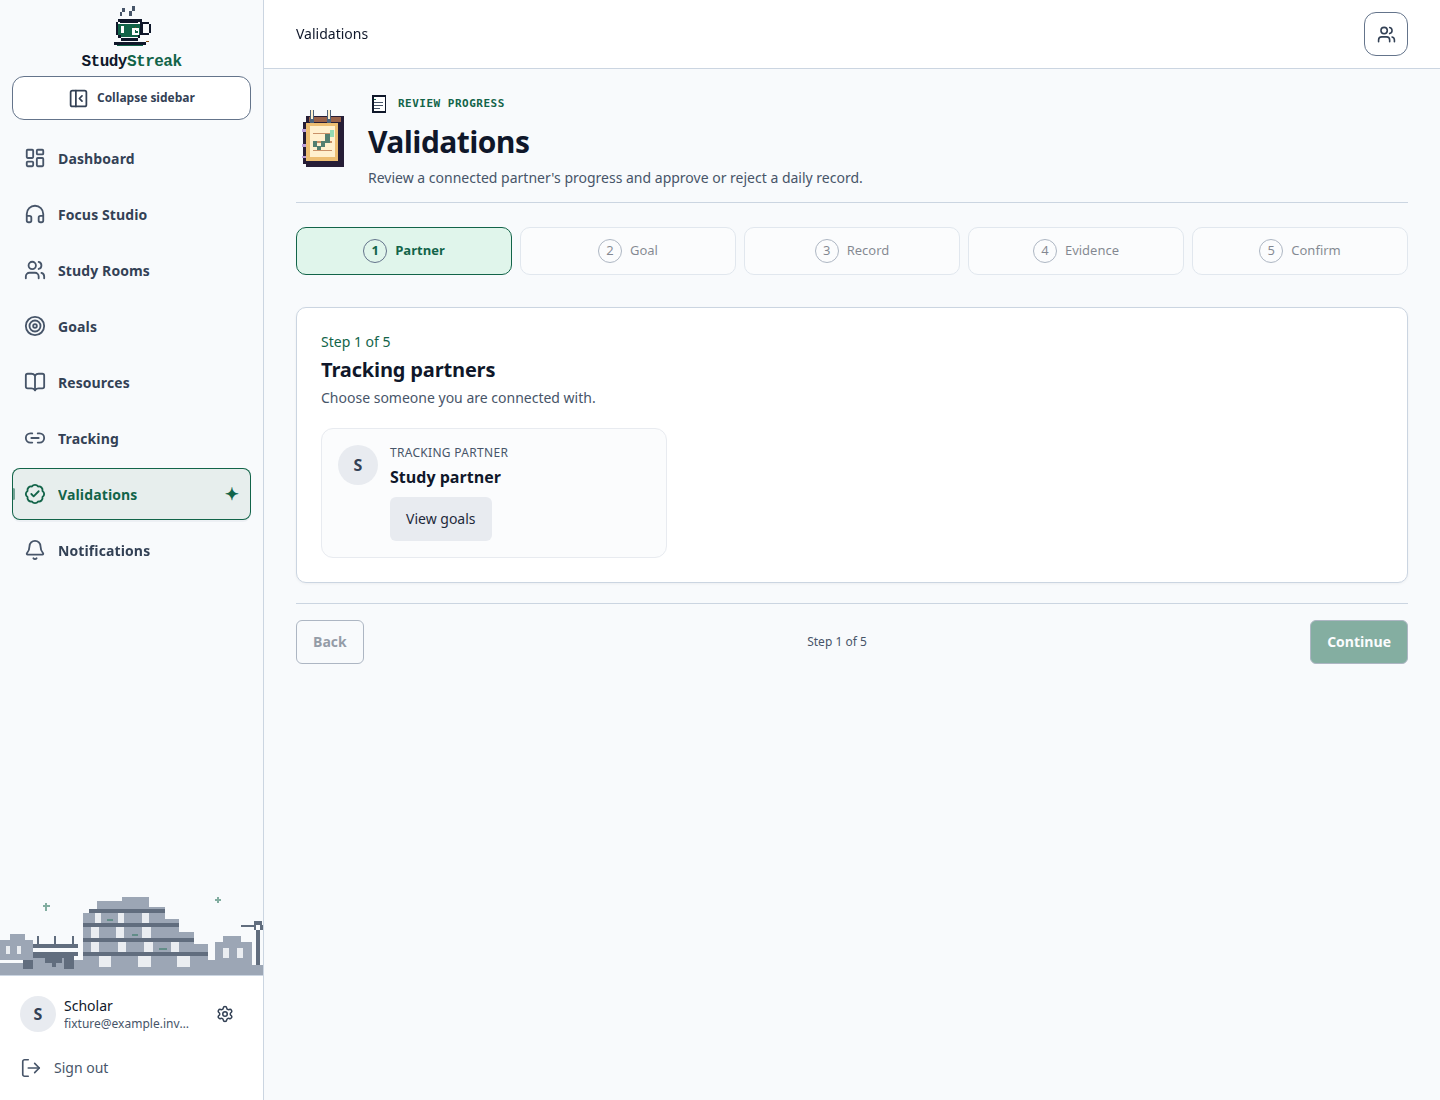 StudyStreak
Collapse sidebar
Dashboard
Focus Studio
Study Rooms
Goals
Resources
Tracking
Validations
Notifications
S
Scholar
fixture@example.inv...
Sign out
Validations
REVIEW PROGRESS
Validations
Review a connected partner's progress and approve or reject a daily record.
1 Partner
2 Goal
3 Record
4 Evidence
5 Confirm
Step 1 of 5
Tracking partners
Choose someone you are connected with.
S
TRACKING PARTNER
Study partner
View goals
Back
Step 1 of 5
Continue